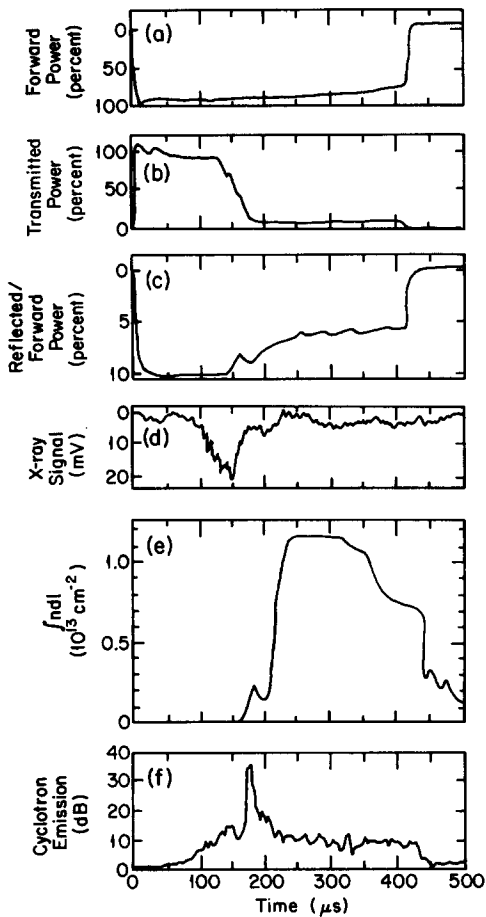 Forward
Power
(percent)
0
50
100
(a)
Transmitted
Power
(percent)
100
50
0
(b)
Reflected/
Forward
Power
(percent)
0
5
10
(c)
X-ray
Signal
(mV)
0
10
20
(d)
∫ndl
(10¹³ cm⁻²)
1.0
0.5
0
(e)
Cyclotron
Emission
(dB)
40
30
20
10
0
(f)
0 100 200 300 400 500
Time (μs)